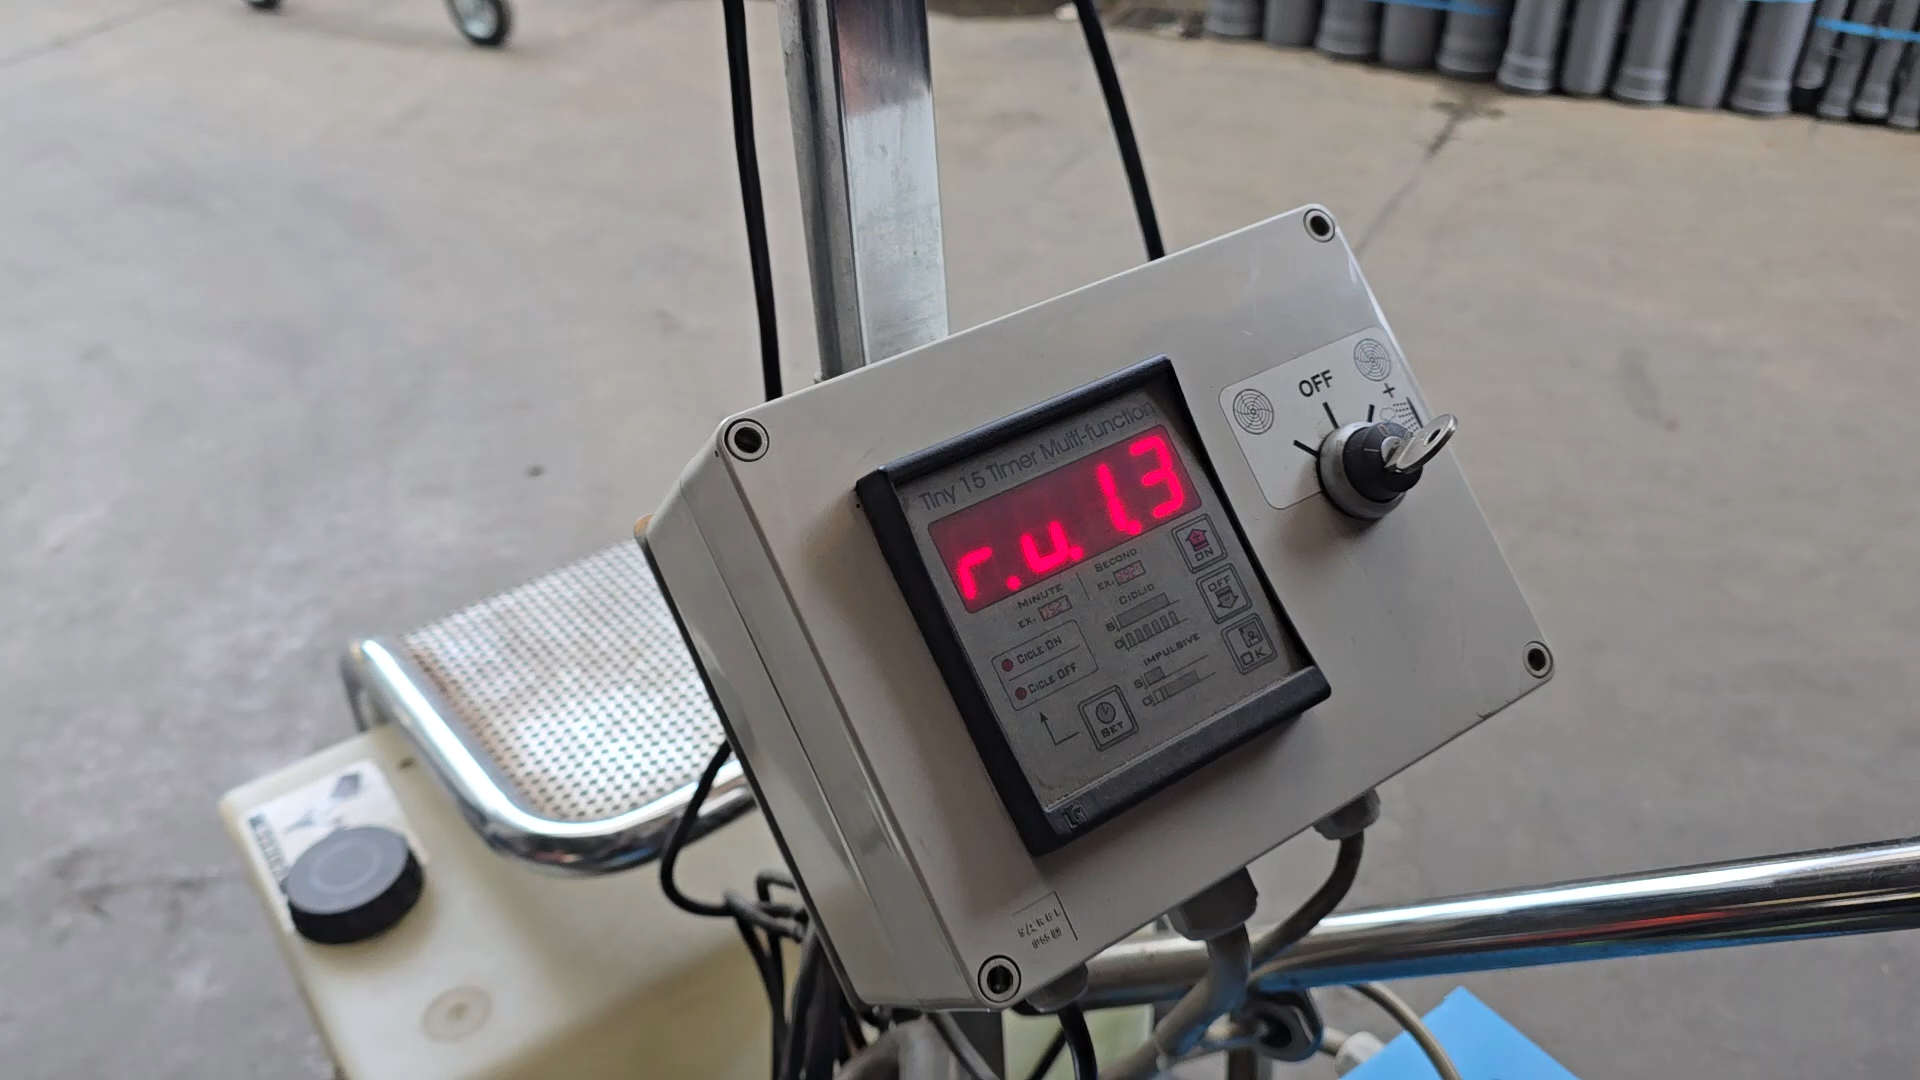 OFF
+
Tiny 15 Timer Multi-function
r.u.1.3
MINUTE
EX.
SECOND
EX.
ON
OFF
OK
CICLIC
IMPULSIVE
CICLE ON
CICLE OFF
SET